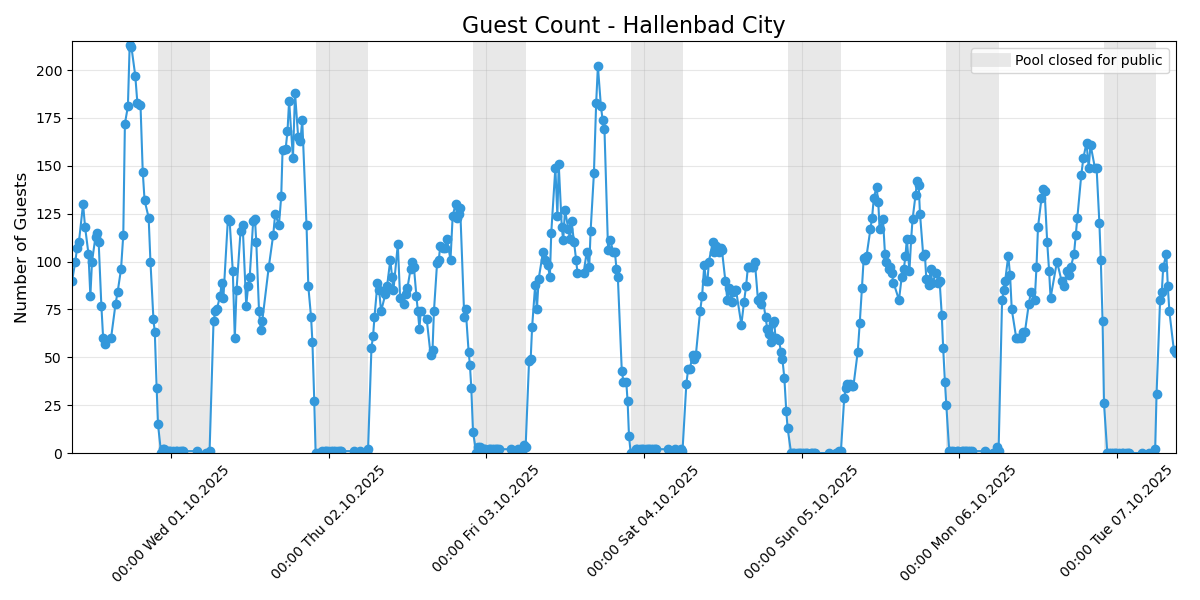 Guest Count - Hallenbad City
Pool closed for public
Number of Guests
200
175
150
125
100
75
50
25
0
00:00 Wed 01.10.2025
00:00 Thu 02.10.2025
00:00 Fri 03.10.2025
00:00 Sat 04.10.2025
00:00 Sun 05.10.2025
00:00 Mon 06.10.2025
00:00 Tue 07.10.2025